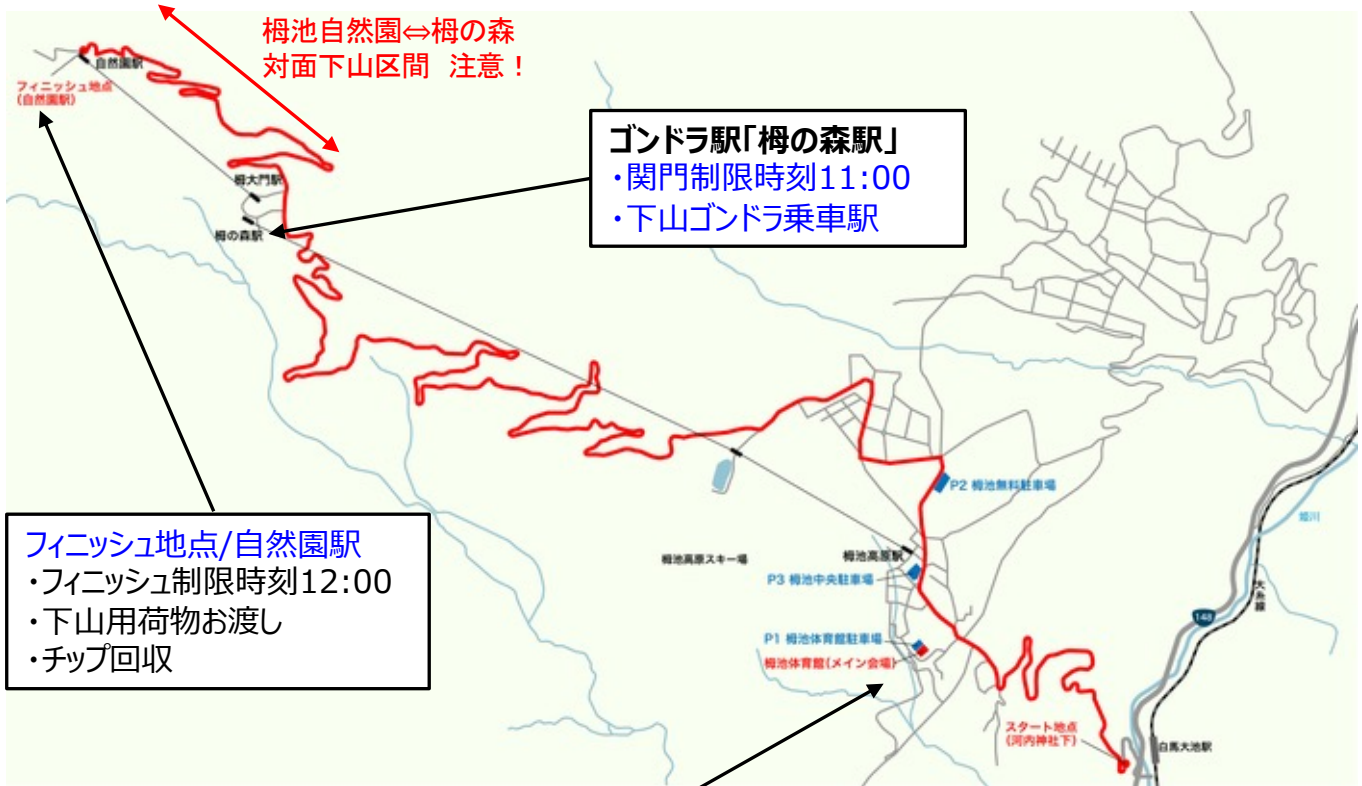 栂池自然園⇔栂の森
対面下山区間 注意！
自然園駅
フィニッシュ地点
(自然園駅)
ゴンドラ駅「栂の森駅」
・関門制限時刻11:00
・下山ゴンドラ乗車駅
栂大門駅
栂の森駅
P2 栂池無料駐車場
姫川
フィニッシュ地点/自然園駅
・フィニッシュ制限時刻12:00
・下山用荷物お渡し
・チップ回収
栂池高原スキー場
栂池高原駅
P3 栂池中央駐車場
大糸線
148
P1 栂池体育館駐車場
栂池体育館(メイン会場)
スタート地点
(河内神社下)
白馬大池駅